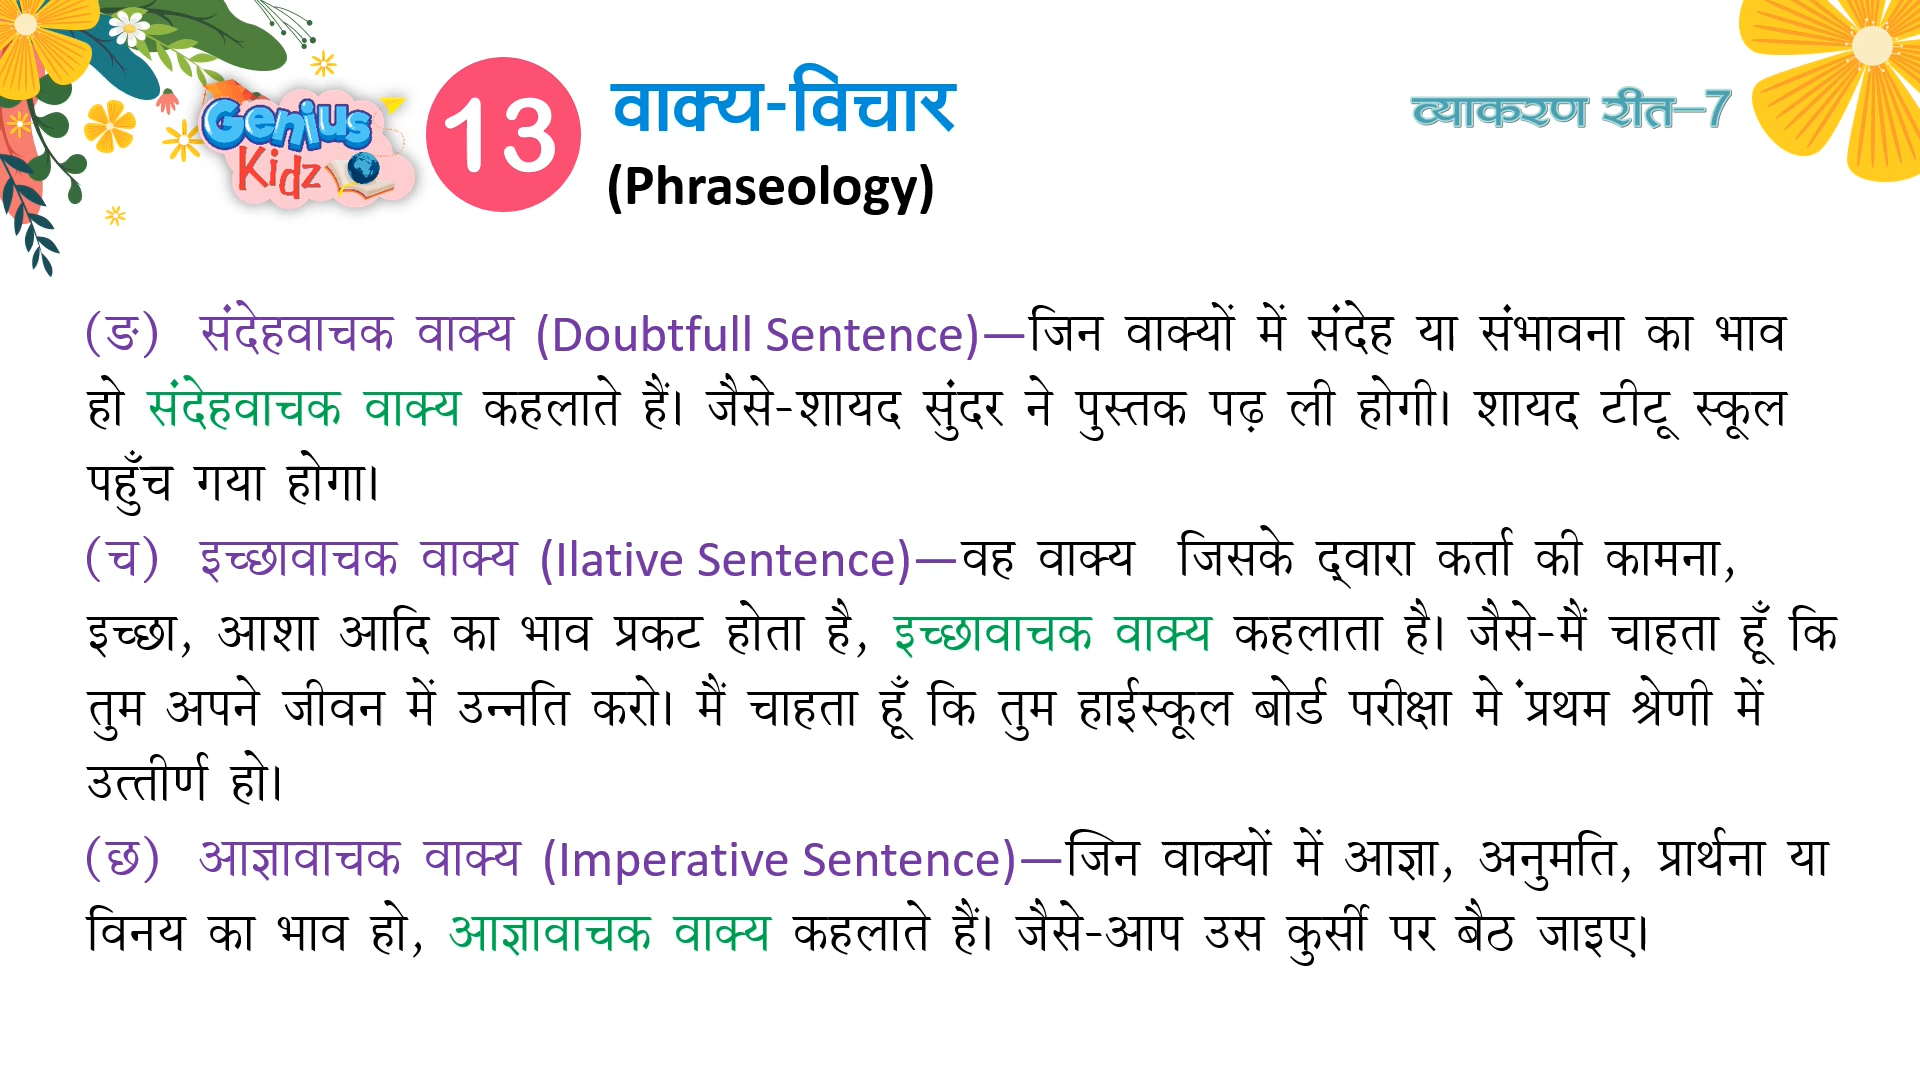 Genius
Kidz
13
वाक्य-विचार
(Phraseology)
व्याकरण रीत–7
(ङ) संदेहवाचक वाक्य (Doubtfull Sentence)—जिन वाक्यों में संदेह या संभावना का भाव
हो संदेहवाचक वाक्य कहलाते हैं। जैसे-शायद सुंदर ने पुस्तक पढ़ ली होगी। शायद टीटू स्कूल
पहुँच गया होगा।
(च) इच्छावाचक वाक्य (Ilative Sentence)—वह वाक्य जिसके द्वारा कर्ता की कामना,
इच्छा, आशा आदि का भाव प्रकट होता है, इच्छावाचक वाक्य कहलाता है। जैसे-मैं चाहता हूँ कि
तुम अपने जीवन में उन्नति करो। मैं चाहता हूँ कि तुम हाईस्कूल बोर्ड परीक्षा मे ंप्रथम श्रेणी में
उत्तीर्ण हो।
(छ) आज्ञावाचक वाक्य (Imperative Sentence)—जिन वाक्यों में आज्ञा, अनुमति, प्रार्थना या
विनय का भाव हो, आज्ञावाचक वाक्य कहलाते हैं। जैसे-आप उस कुर्सी पर बैठ जाइए।